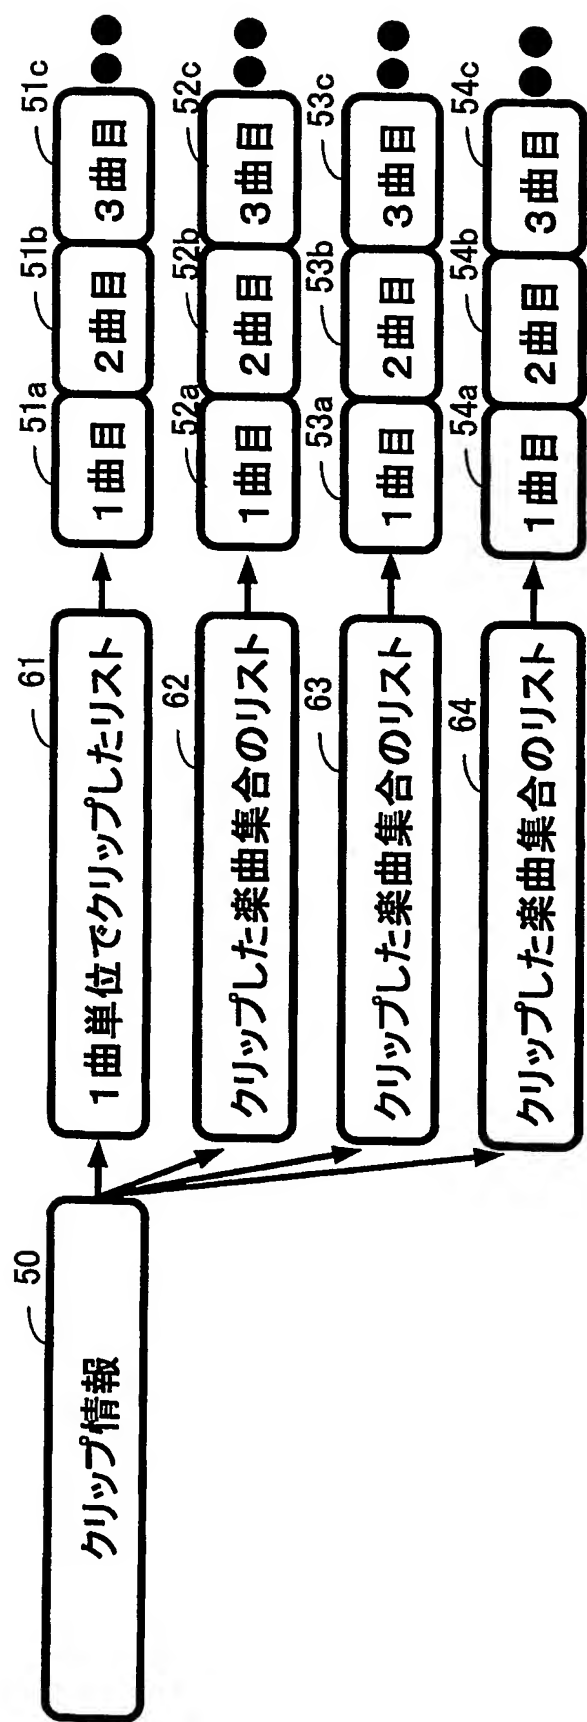 50
クリップ情報
61
1曲単位でクリップしたリスト
51a
1曲目
51b
2曲目
51c
3曲目
62
クリップした楽曲集合のリスト
52a
1曲目
52b
2曲目
52c
3曲目
63
クリップした楽曲集合のリスト
53a
1曲目
53b
2曲目
53c
3曲目
64
クリップした楽曲集合のリスト
54a
1曲目
54b
2曲目
54c
3曲目